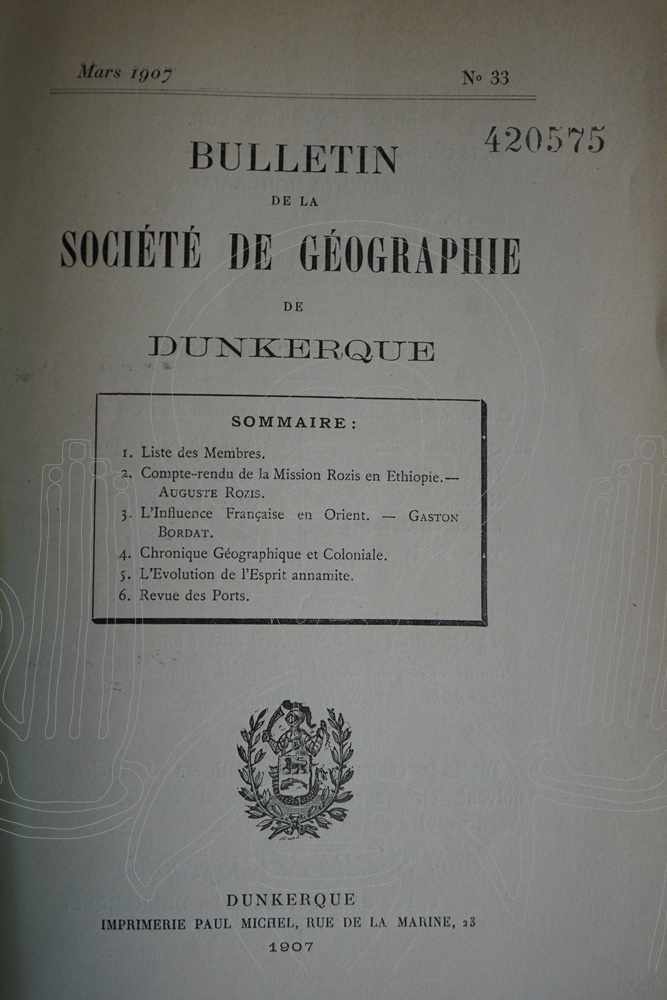 Mars 1907
Nº 33
420575
BULLETIN
DE LA
SOCIÉTÉ DE GÉOGRAPHIE
DE
DUNKERQUE
SOMMAIRE :
1. Liste des Membres.
2. Compte-rendu de la Mission Rozis en Ethiopie.—
AUGUSTE ROZIS.
3. L'Influence Française en Orient. — GASTON
BORDAT.
4. Chronique Géographique et Coloniale.
5. L'Evolution de l'Esprit annamite.
6. Revue des Ports.
DUNKERQUE
IMPRIMERIE PAUL MICHEL, RUE DE LA MARINE, 23
1907